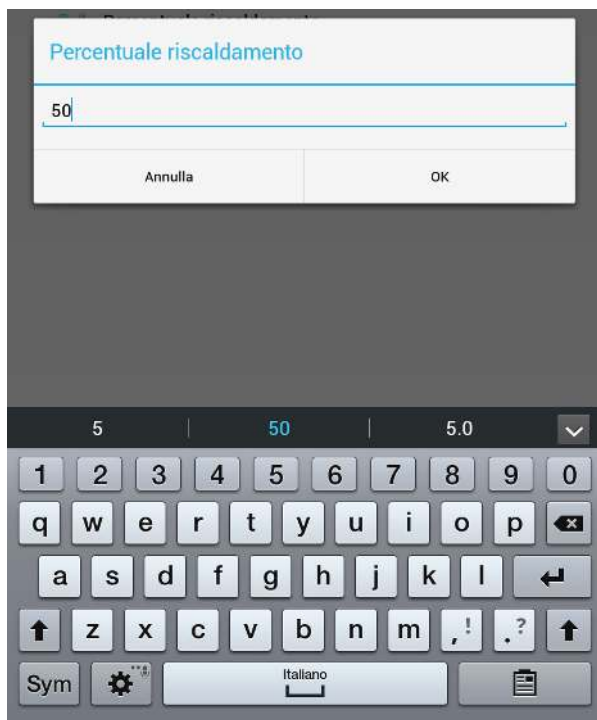 Percentuale riscaldamento
50
Annulla OK
5 50 5.0
1 2 3 4 5 6 7 8 9 0
q w e r t y u i o p
a s d f g h j k l
z x c v b n m , ! . ?
Sym Italiano